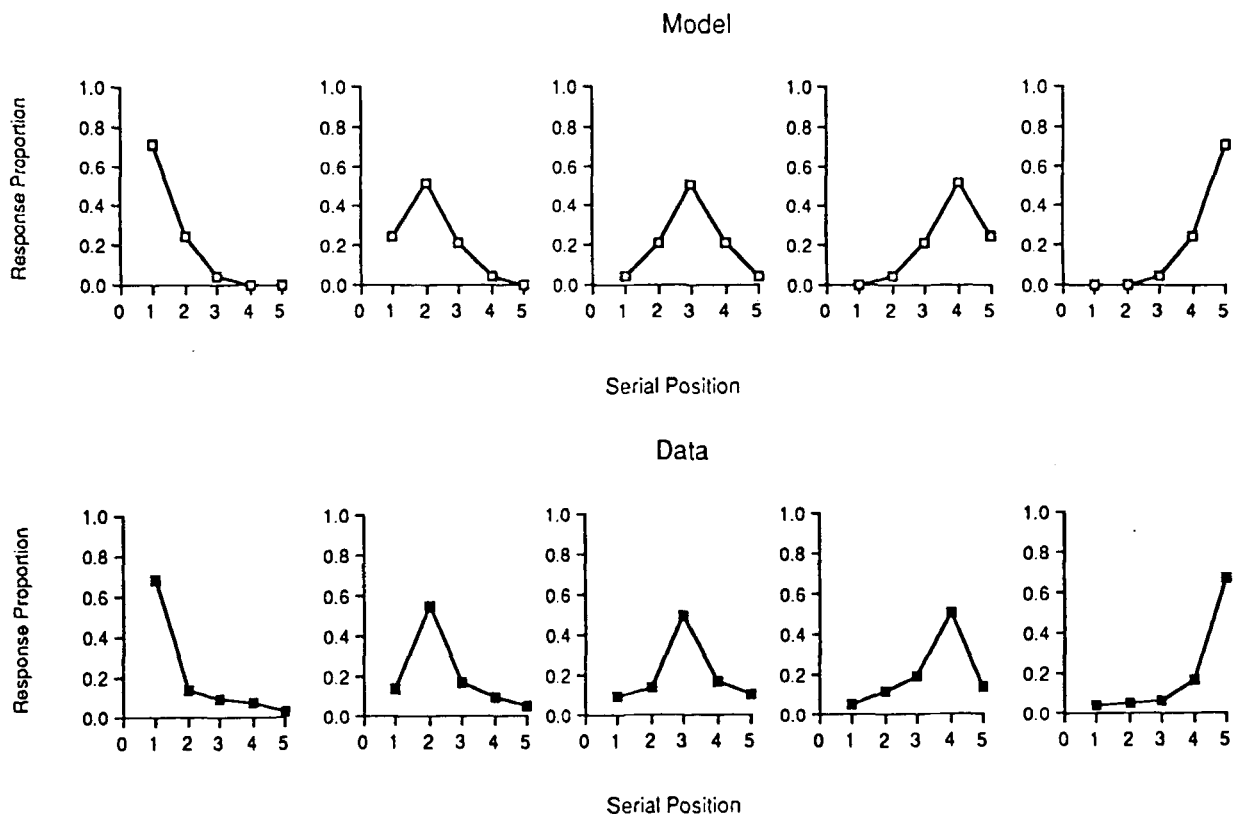 Model
Response Proportion
1.0 1.0 1.0 1.0 1.0
0.8 0.8 0.8 0.8 0.8
0.6 0.6 0.6 0.6 0.6
0.4 0.4 0.4 0.4 0.4
0.2 0.2 0.2 0.2 0.2
0.0 0.0 0.0 0.0 0.0
0 1 2 3 4 5 0 1 2 3 4 5 0 1 2 3 4 5 0 1 2 3 4 5 0 1 2 3 4 5
Serial Position
Data
Response Proportion
1.0 1.0 1.0 1.0 1.0
0.8 0.8 0.8 0.8 0.8
0.6 0.6 0.6 0.6 0.6
0.4 0.4 0.4 0.4 0.4
0.2 0.2 0.2 0.2 0.2
0.0 0.0 0.0 0.0 0.0
0 1 2 3 4 5 0 1 2 3 4 5 0 1 2 3 4 5 0 1 2 3 4 5 0 1 2 3 4 5
Serial Position